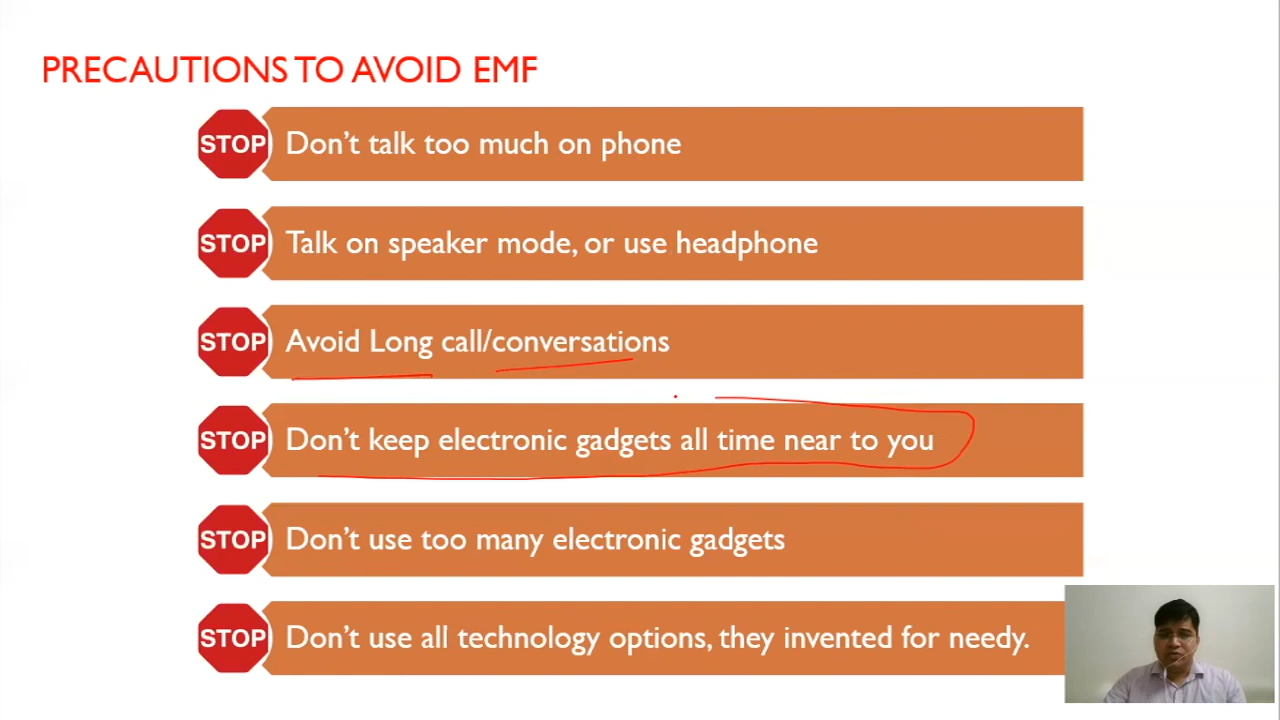 PRECAUTIONS TO AVOID EMF
STOP Don't talk too much on phone
STOP Talk on speaker mode, or use headphone
STOP Avoid Long call/conversations
STOP Don't keep electronic gadgets all time near to you
STOP Don't use too many electronic gadgets
STOP Don't use all technology options, they invented for needy.